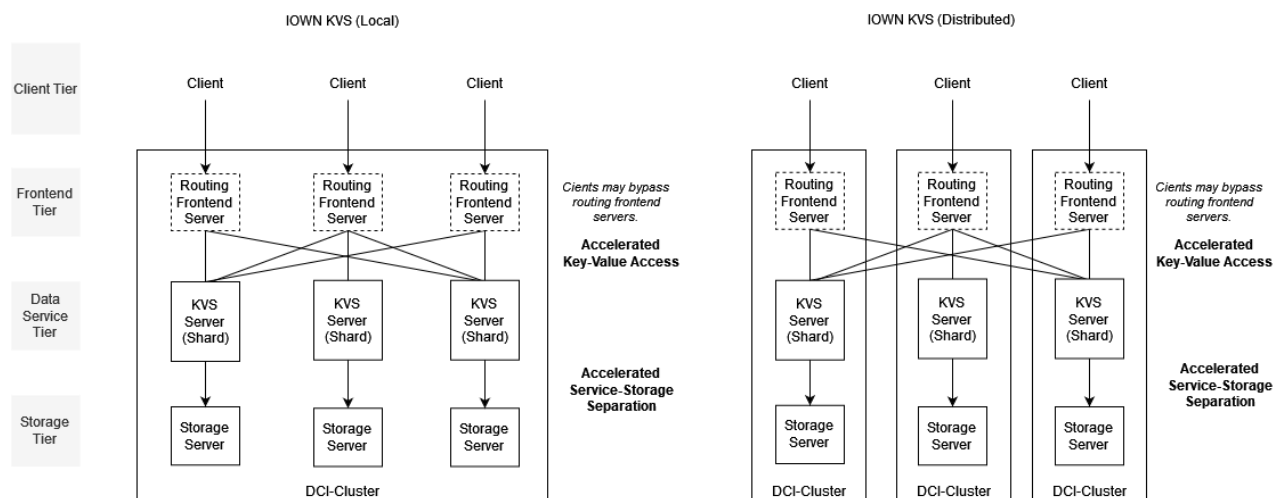 IOWN KVS (Local)
IOWN KVS (Distributed)
Client Tier
Client
Client
Client
Client
Client
Client
Frontend
Tier
Routing
Frontend
Server
Routing
Frontend
Server
Routing
Frontend
Server
Cients may bypass
routing frontend
servers.
Routing
Frontend
Server
Routing
Frontend
Server
Routing
Frontend
Server
Cients may bypass
routing frontend
servers.
Accelerated
Key-Value Access
Accelerated
Key-Value Access
Data
Service
Tier
KVS
Server
(Shard)
KVS
Server
(Shard)
KVS
Server
(Shard)
KVS
Server
(Shard)
KVS
Server
(Shard)
KVS
Server
(Shard)
Accelerated
Service-Storage
Separation
Accelerated
Service-Storage
Separation
Storage
Tier
Storage
Server
Storage
Server
Storage
Server
Storage
Server
Storage
Server
Storage
Server
DCI-Cluster
DCI-Cluster
DCI-Cluster
DCI-Cluster